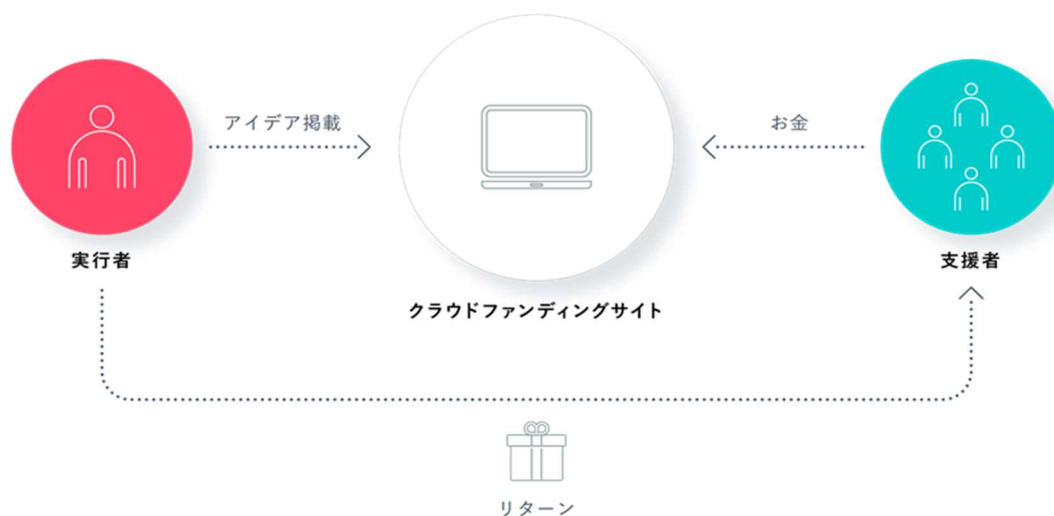 アイデア掲載
お金
実行者
支援者
クラウドファンディングサイト
リターン